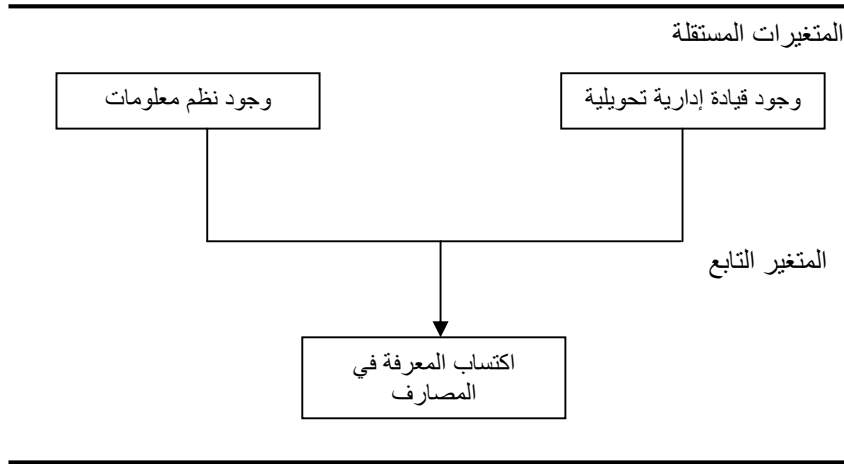 المتغيرات المستقلة
وجود قيادة إدارية تحويلية
وجود نظم معلومات
المتغير التابع
اكتساب المعرفة في
المصارف